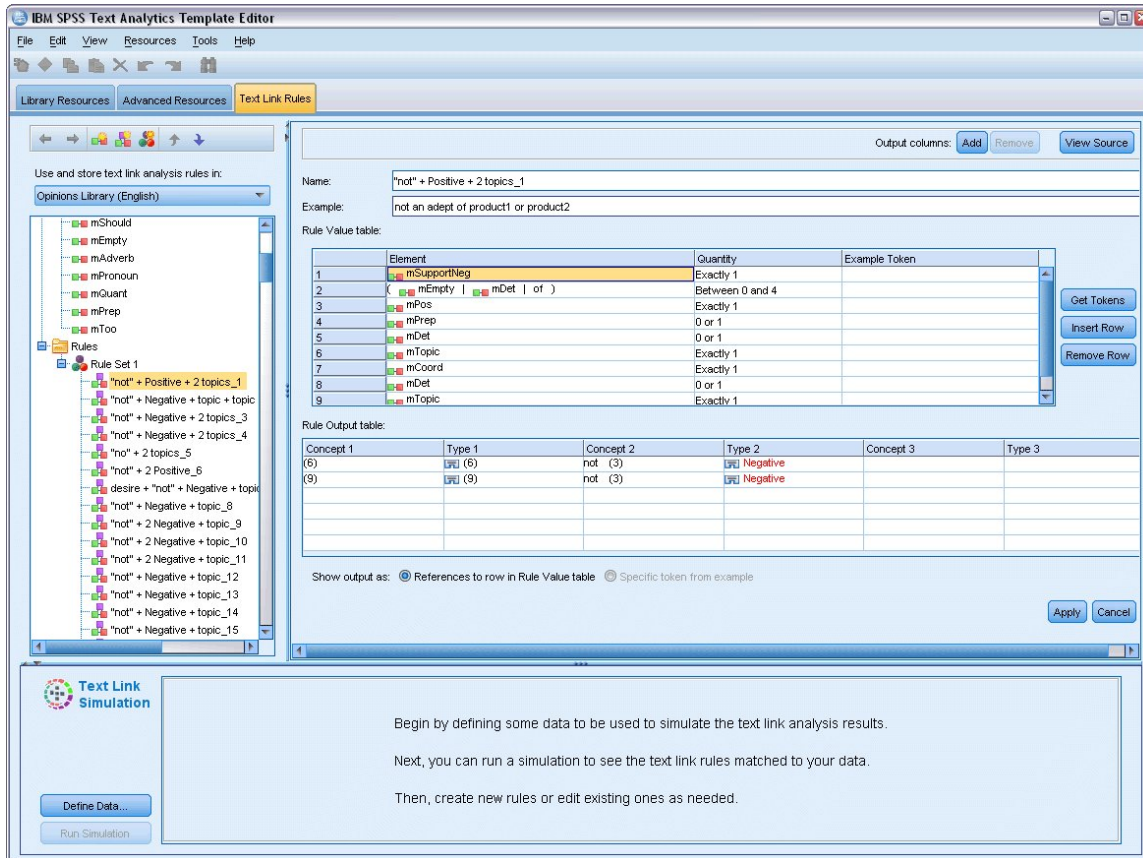 IBM SPSS Text Analytics Template Editor
File Edit View Resources Tools Help
Library Resources Advanced Resources Text Link Rules
Output columns: Add Remove View Source
Use and store text link analysis rules in:
Opinions Library (English)
mShould
mEmpty
mAdverb
mPronoun
mQuant
mPrep
mToo
Rules
Rule Set 1
"not" + Positive + 2 topics_1
"not" + Negative + topic + topic
"not" + Negative + 2 topics_3
"not" + Negative + 2 topics_4
"no" + 2 topics_5
"not" + 2 Positive_6
desire + "not" + Negative + topic
"not" + Negative + topic_8
"not" + 2 Negative + topic_9
"not" + 2 Negative + topic_10
"not" + 2 Negative + topic_11
"not" + Negative + topic_12
"not" + Negative + topic_13
"not" + Negative + topic_14
"not" + Negative + topic_15
Name: "not" + Positive + 2 topics_1
Example: not an adept of product1 or product2
Rule Value table:
Element Quantity Example Token
1 mSupportNeg Exactly 1
2 ( mEmpty | mDet | of ) Between 0 and 4
3 mPos Exactly 1
4 mPrep 0 or 1
5 mDet 0 or 1
6 mTopic Exactly 1
7 mCoord Exactly 1
8 mDet 0 or 1
9 mTopic Exactly 1
Get Tokens
Insert Row
Remove Row
Rule Output table:
Concept 1 Type 1 Concept 2 Type 2 Concept 3 Type 3
(6) (6) not (3) Negative
(9) (9) not (3) Negative
Show output as: References to row in Rule Value table Specific token from example
Apply Cancel
Text Link
Simulation
Begin by defining some data to be used to simulate the text link analysis results.
Next, you can run a simulation to see the text link rules matched to your data.
Then, create new rules or edit existing ones as needed.
Define Data...
Run Simulation